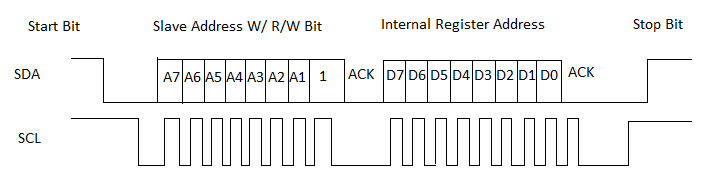 Start Bit Slave Address W/ R/W Bit Internal Register Address Stop Bit
SDA A7 A6 A5 A4 A3 A2 A1 1 ACK D7 D6 D5 D4 D3 D2 D1 D0 ACK
SCL